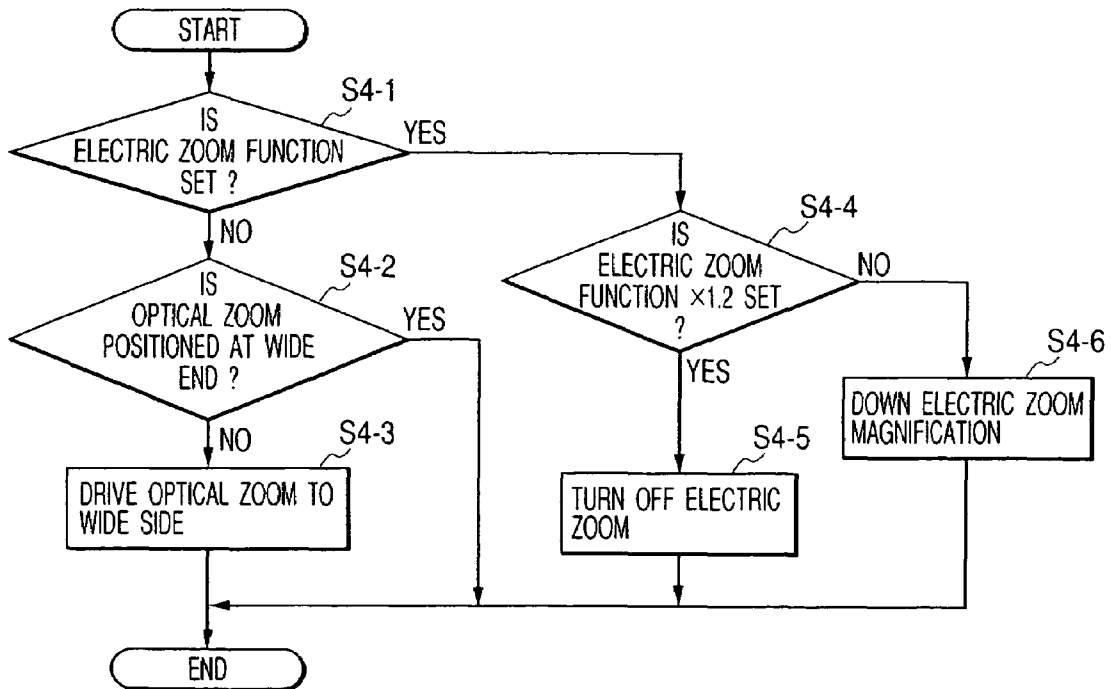 START
S4-1
IS
ELECTRIC ZOOM FUNCTION
SET ?
YES
NO
S4-2
IS
OPTICAL ZOOM
POSITIONED AT WIDE
END ?
YES
NO
S4-3
DRIVE OPTICAL ZOOM TO
WIDE SIDE
S4-4
IS
ELECTRIC ZOOM
FUNCTION ×1.2 SET
?
NO
YES
S4-5
TURN OFF ELECTRIC
ZOOM
S4-6
DOWN ELECTRIC ZOOM
MAGNIFICATION
END